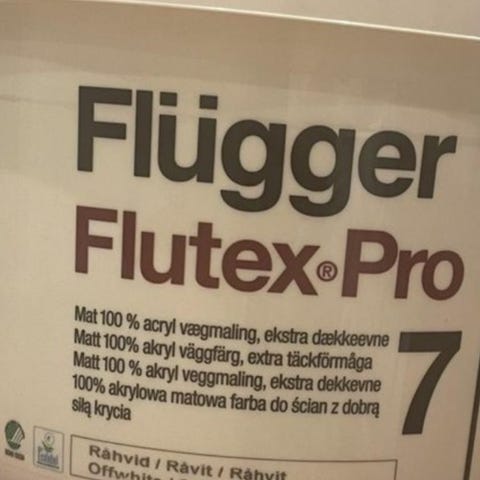 Flügger
Flutex®Pro
7
Mat 100 % acryl vægmaling, ekstra dækkeevne
Matt 100% akryl väggfärg, extra täckförmåga
Matt 100 % akryl veggmaling, ekstra dekkevne
100% akrylowa matowa farba do ścian z dobrą
siłą krycia
Råhvid / Råvit / Råhvit
Offwhite /